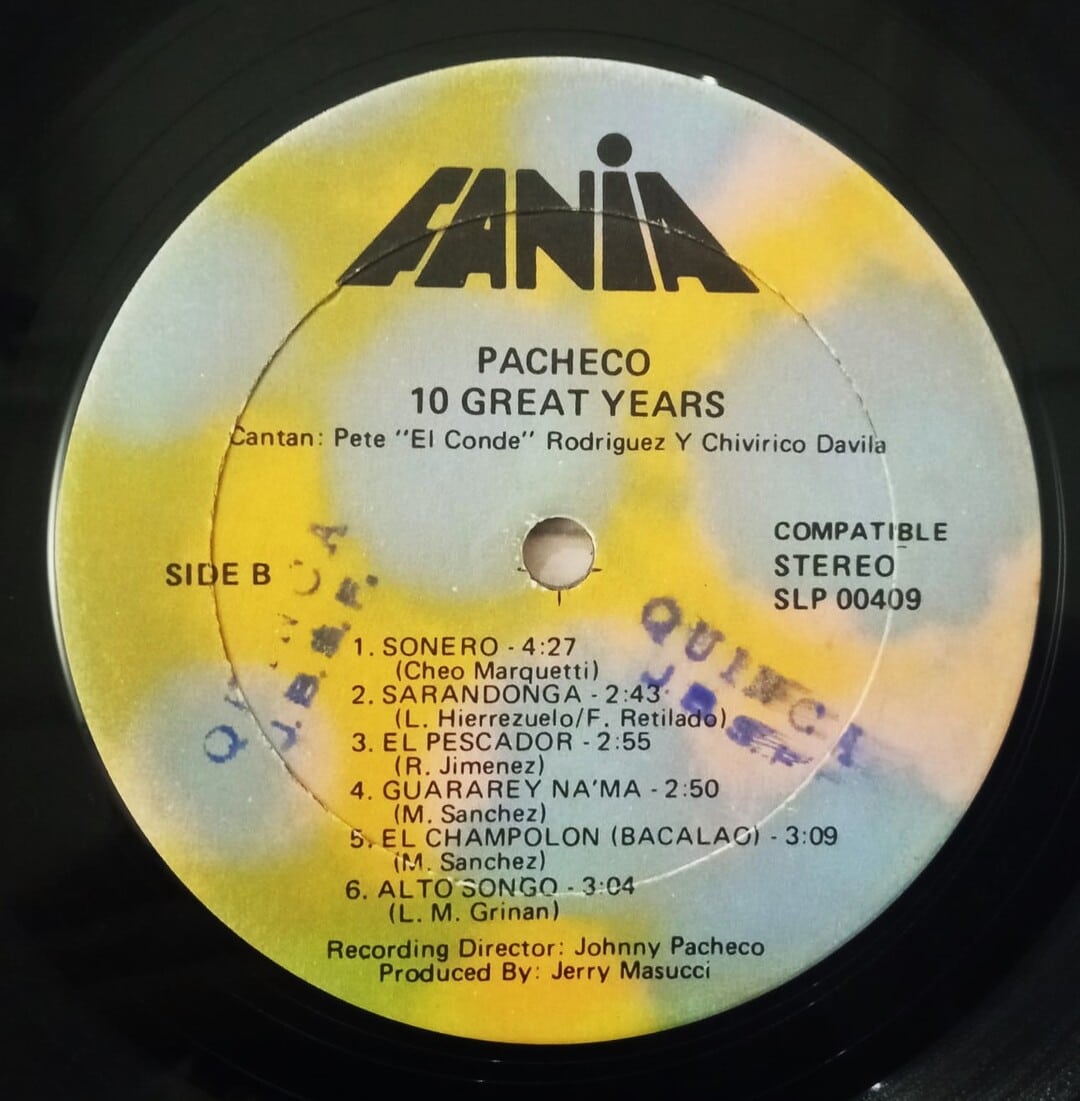 FANiA
PACHECO
10 GREAT YEARS
Cantan: Pete "El Conde" Rodriguez Y Chivirico Davila
SIDE B
COMPATIBLE
STEREO
SLP 00409
1. SONERO - 4:27
(Cheo Marquetti)
2. SARANDONGA - 2:43
(L. Hierrezuelo/F. Retilado)
3. EL PESCADOR - 2:55
(R. Jimenez)
4. GUARAREY NA'MA - 2:50
(M. Sanchez)
5. EL CHAMPOLON (BACALAO) - 3:09
(M. Sanchez)
6. ALTO SONGO - 3:04
(L. M. Grinan)
Recording Director: Johnny Pacheco
Produced By: Jerry Masucci